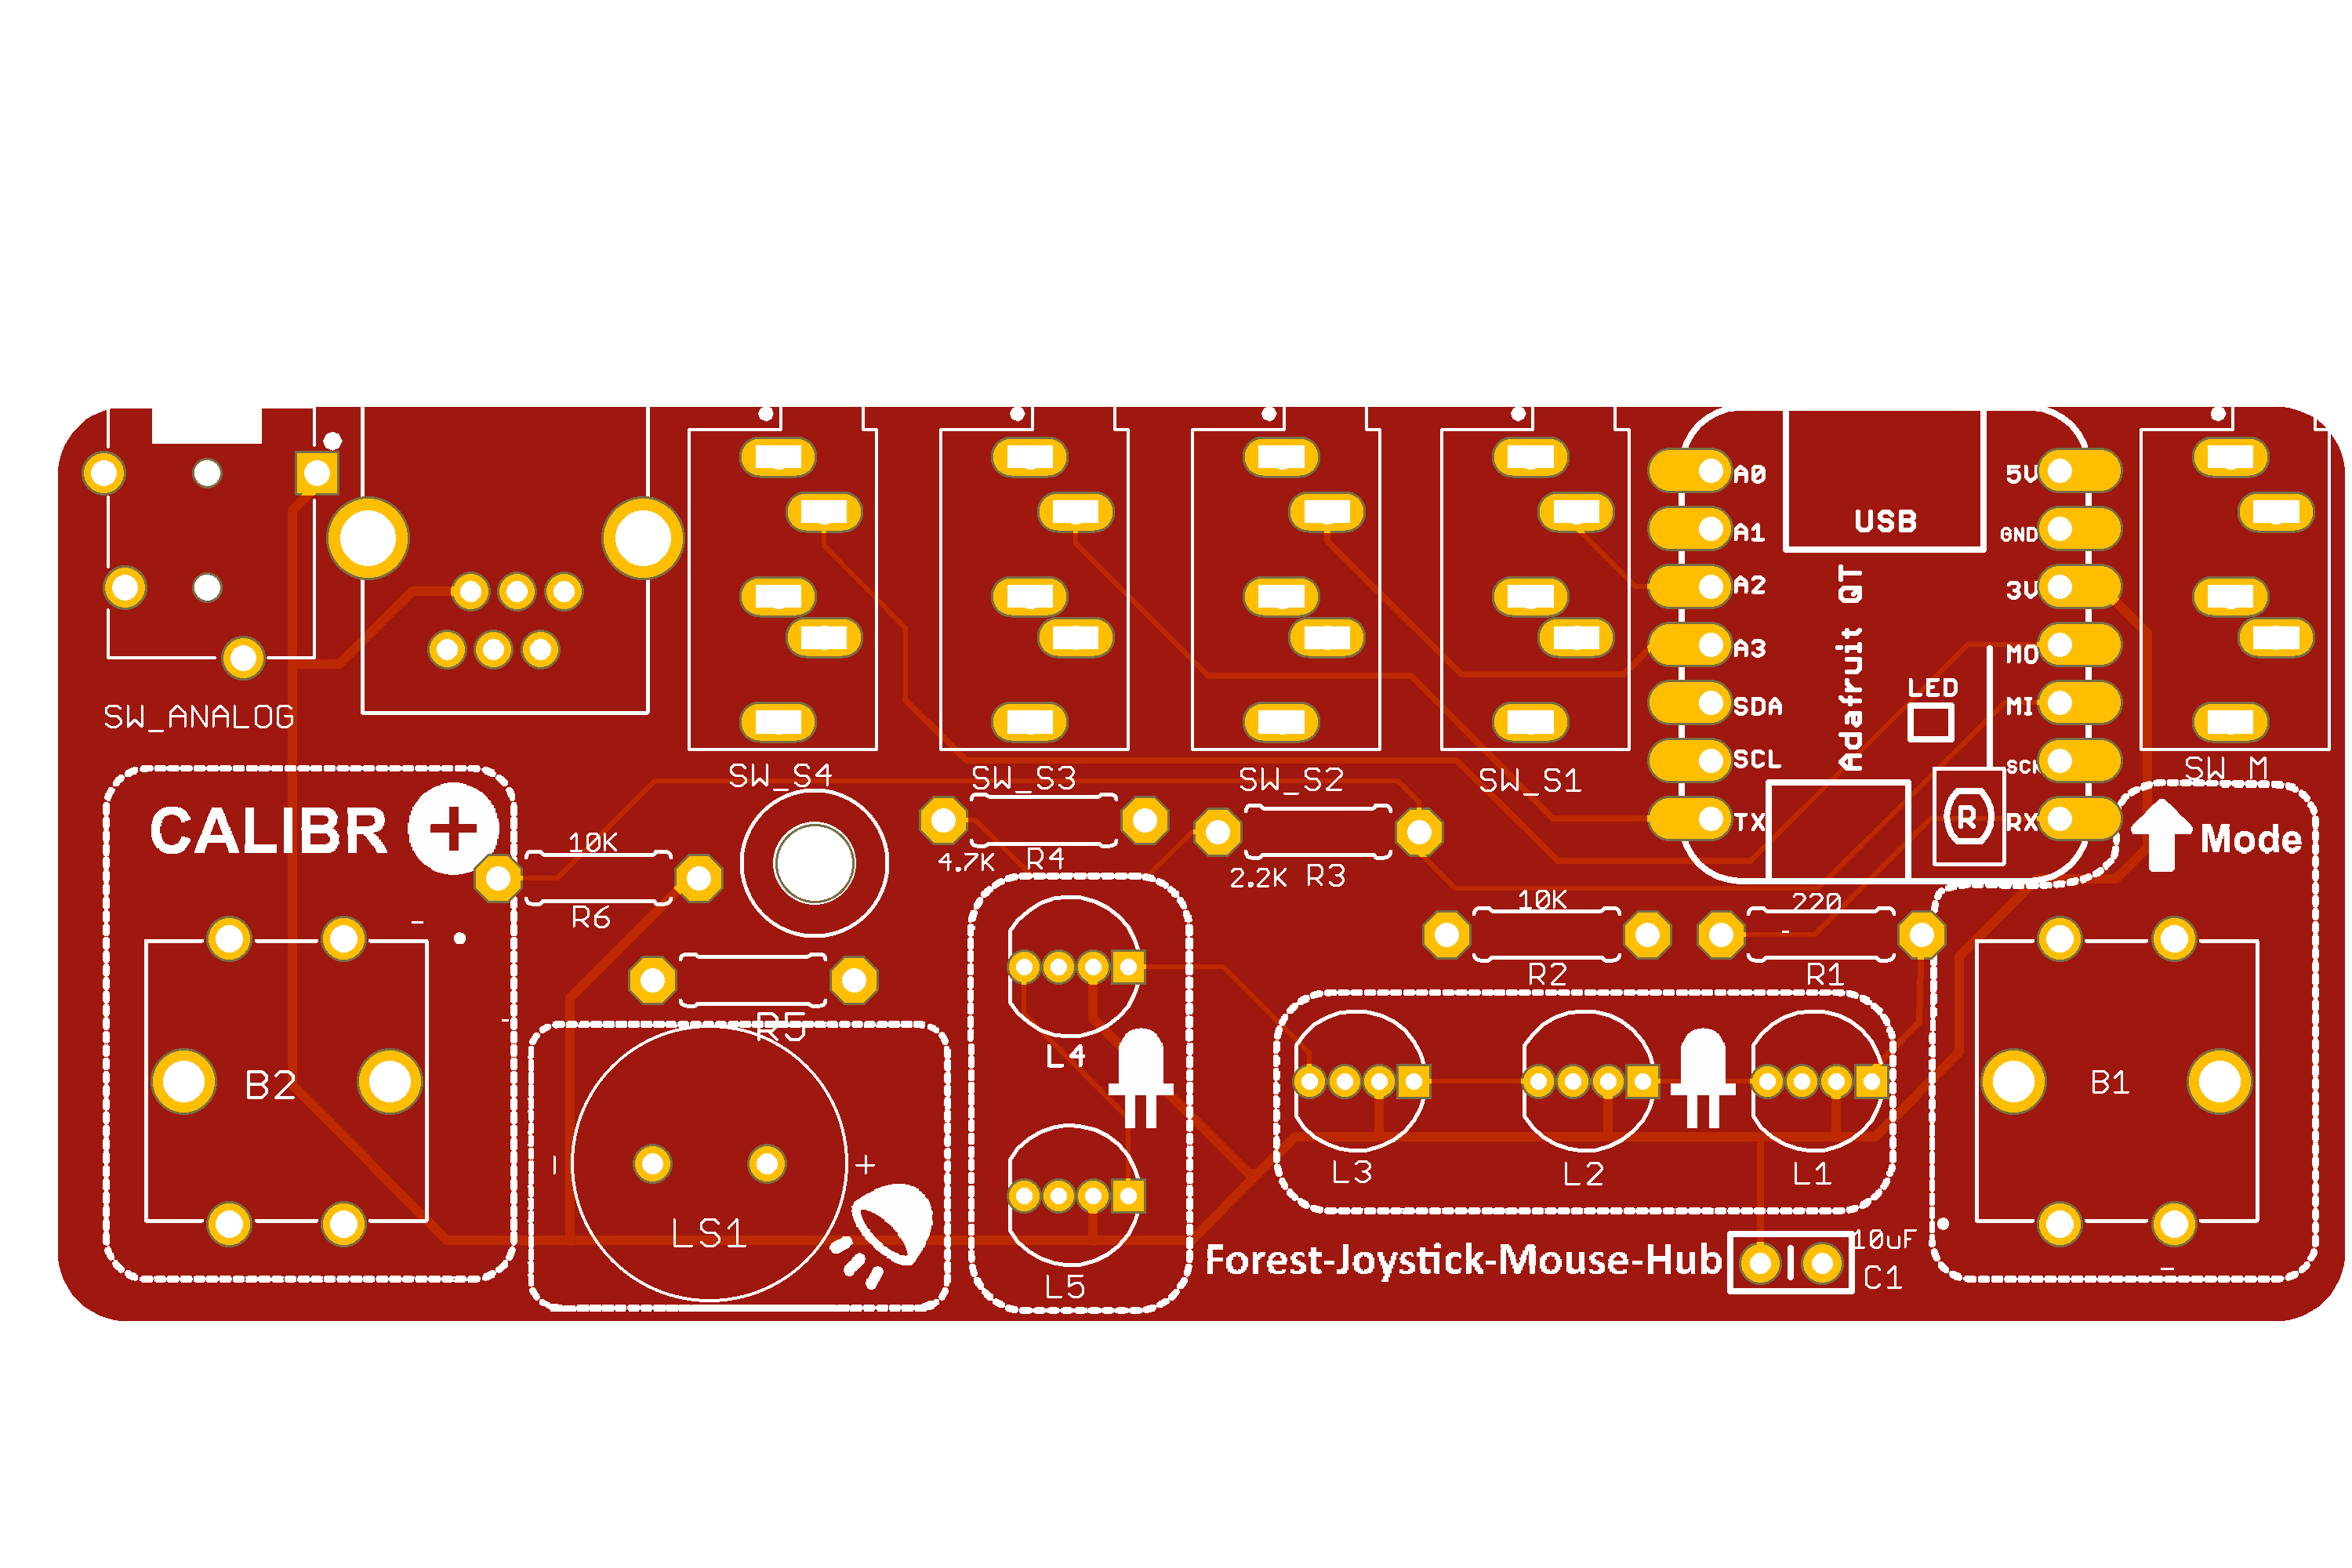 A0
A1
A2
A3
SDA
SCL
TX
USB
Adafruit QT
LED
R
5V
GND
3V
MO
MI
SCK
RX
SW_ANALOG
SW_S4
SW_S3
SW_S2
SW_S1
SW_M
CALIBR
Mode
10K
R6
4.7K
R4
2.2K
R3
10K
R2
220
R1
R5
L4
B2
B1
L3
L2
L1
- +
LS1
L5
Forest-Joystick-Mouse-Hub
10uF
C1